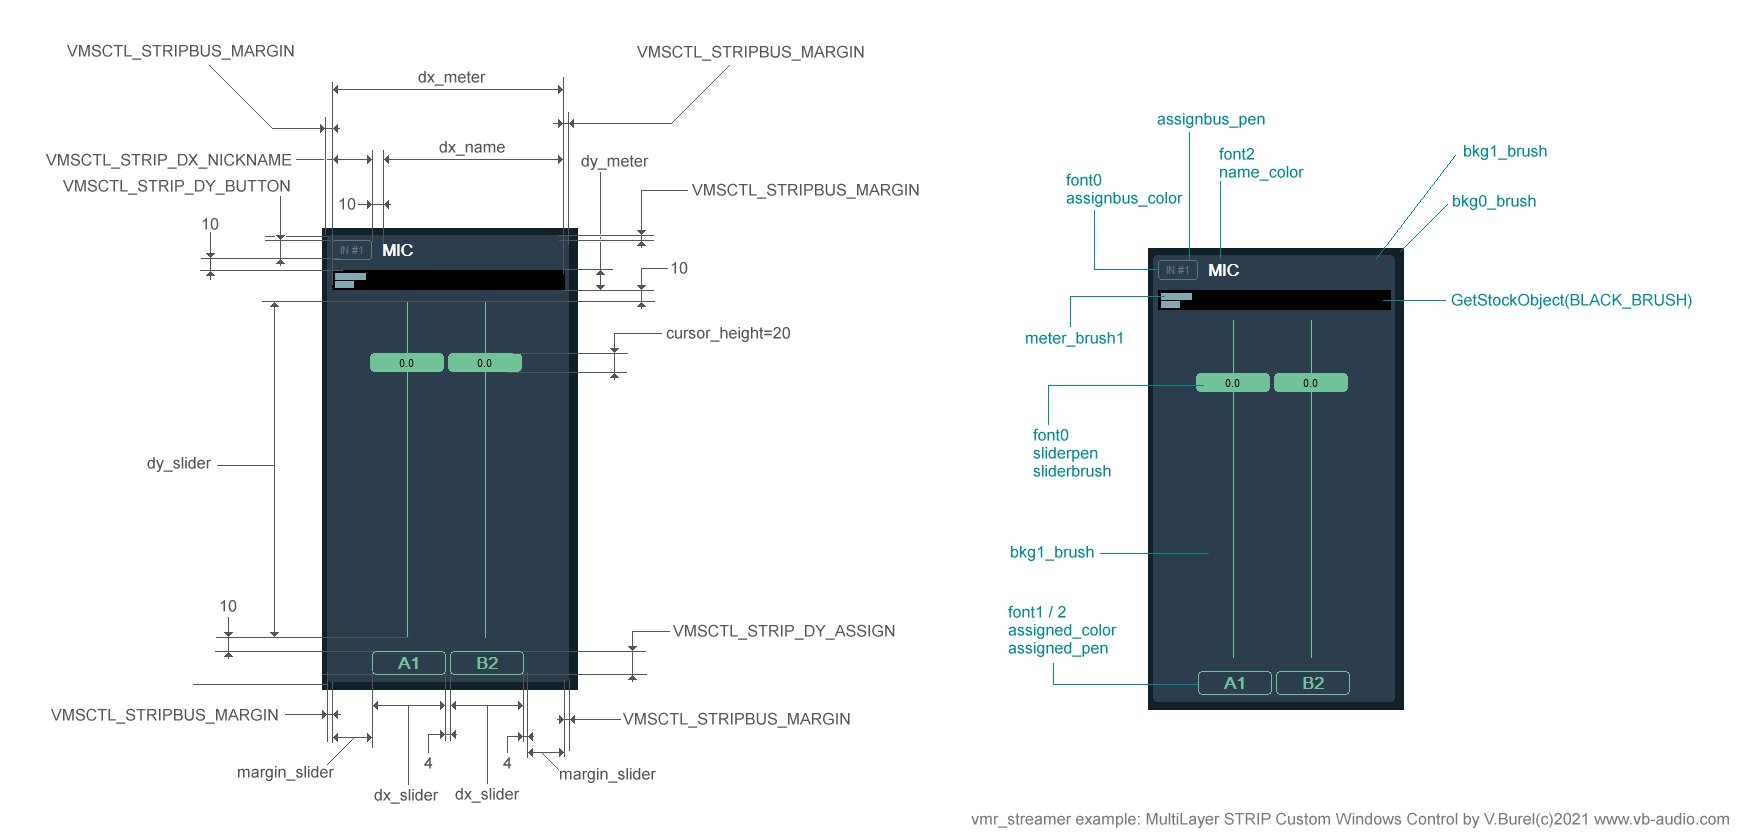 VMSCTL_STRIPBUS_MARGIN
VMSCTL_STRIPBUS_MARGIN
dx_meter
VMSCTL_STRIP_DX_NICKNAME
dx_name
dy_meter
VMSCTL_STRIP_DY_BUTTON
VMSCTL_STRIPBUS_MARGIN
10
10
IN #1
MIC
10
cursor_height=20
0.0
0.0
dy_slider
10
VMSCTL_STRIP_DY_ASSIGN
A1
B2
VMSCTL_STRIPBUS_MARGIN
VMSCTL_STRIPBUS_MARGIN
4
4
margin_slider
margin_slider
dx_slider
dx_slider
assignbus_pen
font2
name_color
bkg1_brush
font0
assignbus_color
bkg0_brush
IN #1
MIC
GetStockObject(BLACK_BRUSH)
meter_brush1
0.0
0.0
font0
sliderpen
sliderbrush
bkg1_brush
font1 / 2
assigned_color
assigned_pen
A1
B2
vmr_streamer example: MultiLayer STRIP Custom Windows Control by V.Burel(c)2021 www.vb-audio.com